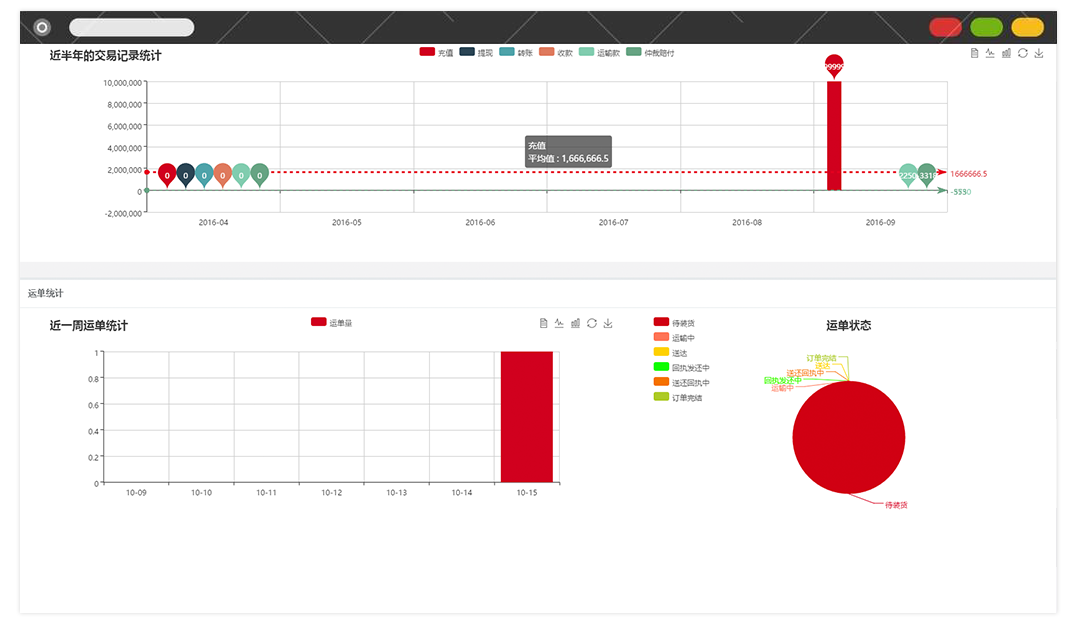 近半年的交易记录统计
充值 提现 转账 收款 运输款 仲裁赔付
10,000,000
8,000,000
6,000,000
4,000,000
2,000,000
0
-2,000,000
0 0 0 0 0 0
充值
平均值 : 1,666,666.5
1666666.5
2016-04 2016-05 2016-06 2016-07 2016-08 2016-09
运单统计
近一周运单统计
运单量
1
0.8
0.6
0.4
0.2
0
10-09 10-10 10-11 10-12 10-13 10-14 10-15
待装货
运输中
送达
回执发还中
送还回执中
订单完结
运单状态
订单完结
送达
送还回执中
回执发还中
运输中
待装货